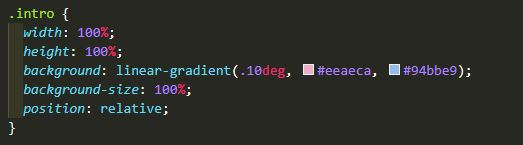 .intro {
width: 100%;
height: 100%;
background: linear-gradient(.10deg, #eeaeca, #94bbe9);
background-size: 100%;
position: relative;
}